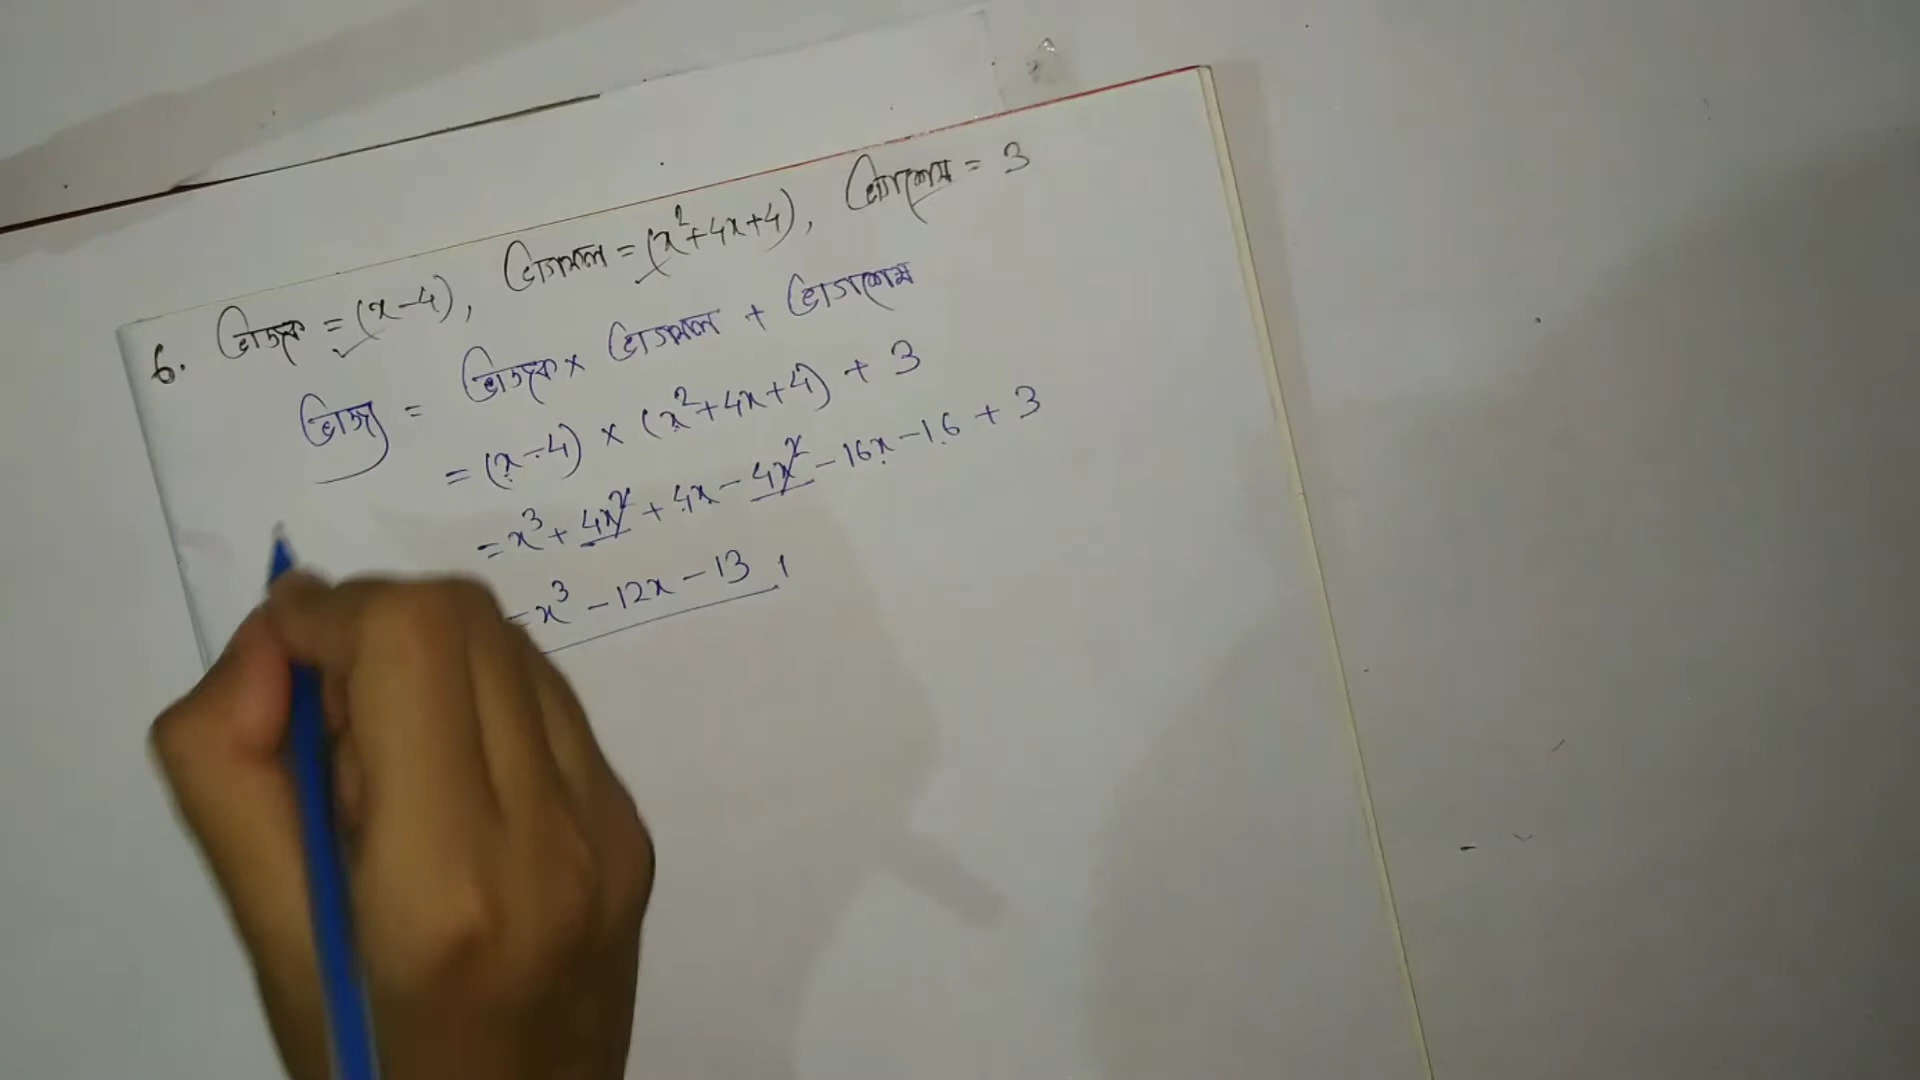 6. ভাজক = (x-4), ভাগফল = (x²+4x+4), ভাগশেষ = 3
ভাজ্য = ভাজক × ভাগফল + ভাগশেষ
= (x-4) × (x²+4x+4) + 3
= x³ + 4x² + 4x - 4x² - 16x - 16 + 3
= x³ - 12x - 13